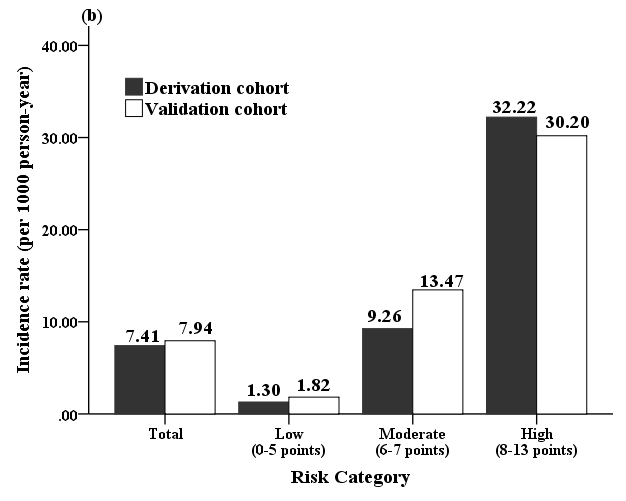 (b)
Incidence rate (per 1000 person-year)
40.00
30.00
20.00
10.00
.00
Derivation cohort
Validation cohort
7.41
7.94
1.30
1.82
9.26
13.47
32.22
30.20
Total
Low
(0-5 points)
Moderate
(6-7 points)
High
(8-13 points)
Risk Category